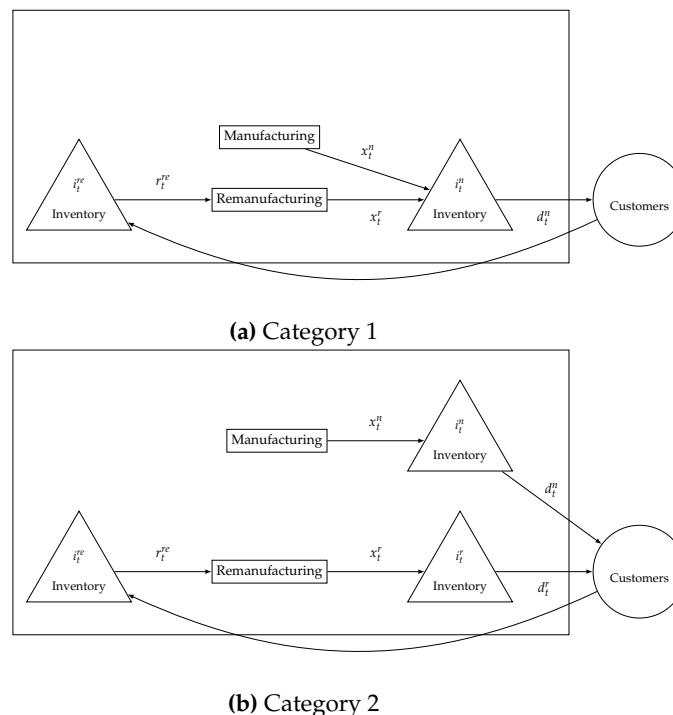 Manufacturing
x_t^n
i_t^{re}
Inventory
r_t^{re}
Remanufacturing
x_t^r
i_t^n
Inventory
d_t^n
Customers
(a) Category 1
Manufacturing
x_t^n
i_t^n
Inventory
d_t^n
i_t^{re}
Inventory
r_t^{re}
Remanufacturing
x_t^r
i_t^r
Inventory
d_t^r
Customers
(b) Category 2